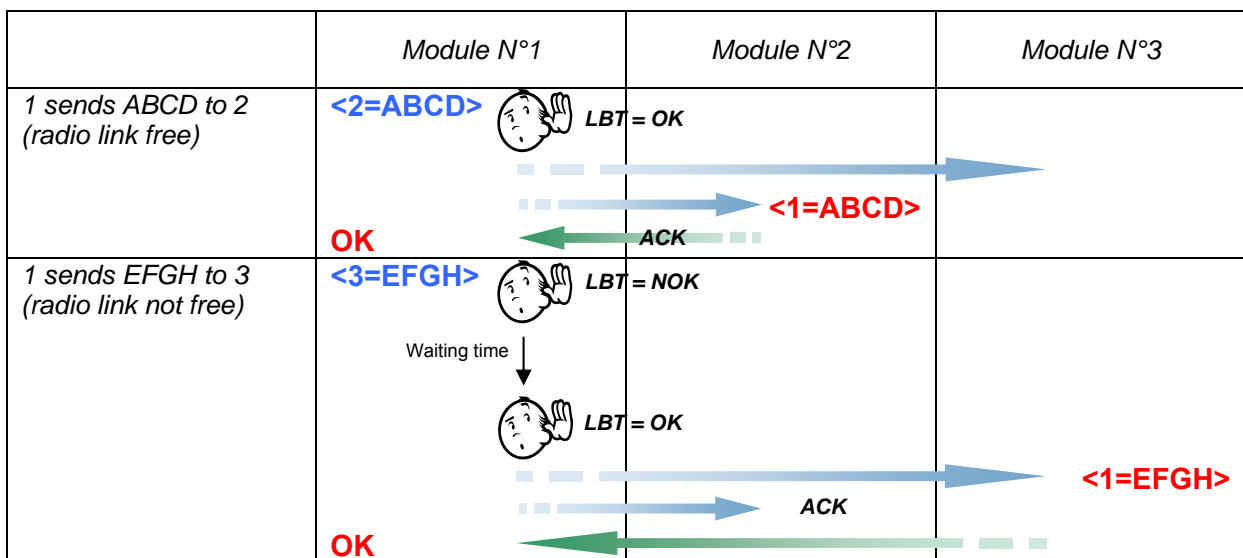 Module N°1 Module N°2 Module N°3
1 sends ABCD to 2
(radio link free)
<2=ABCD>
LBT = OK
<1=ABCD>
OK
ACK
1 sends EFGH to 3
(radio link not free)
<3=EFGH>
LBT = NOK
Waiting time
LBT = OK
<1=EFGH>
ACK
OK